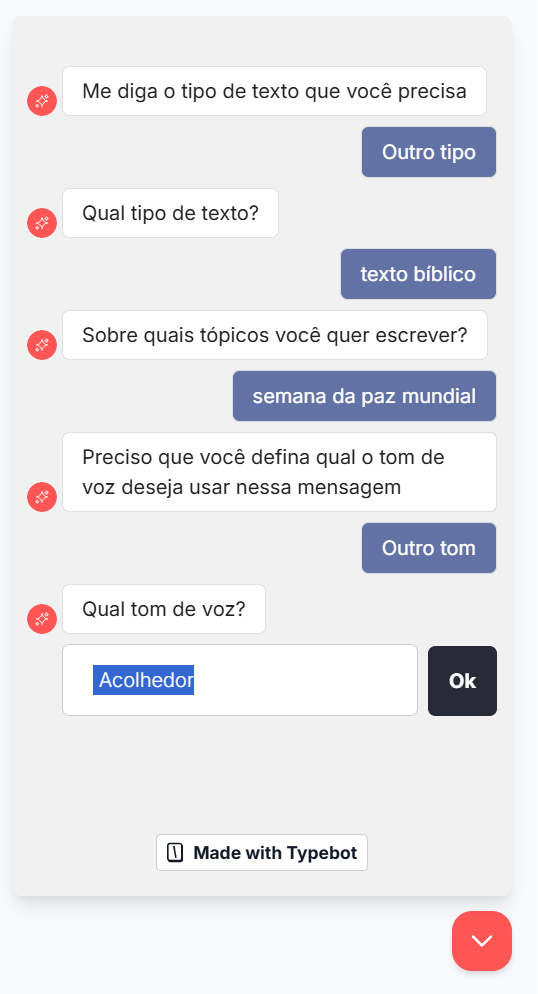 Me diga o tipo de texto que você precisa
Outro tipo
Qual tipo de texto?
texto bíblico
Sobre quais tópicos você quer escrever?
semana da paz mundial
Preciso que você defina qual o tom de
voz deseja usar nessa mensagem
Outro tom
Qual tom de voz?
Acolhedor
Ok
Made with Typebot